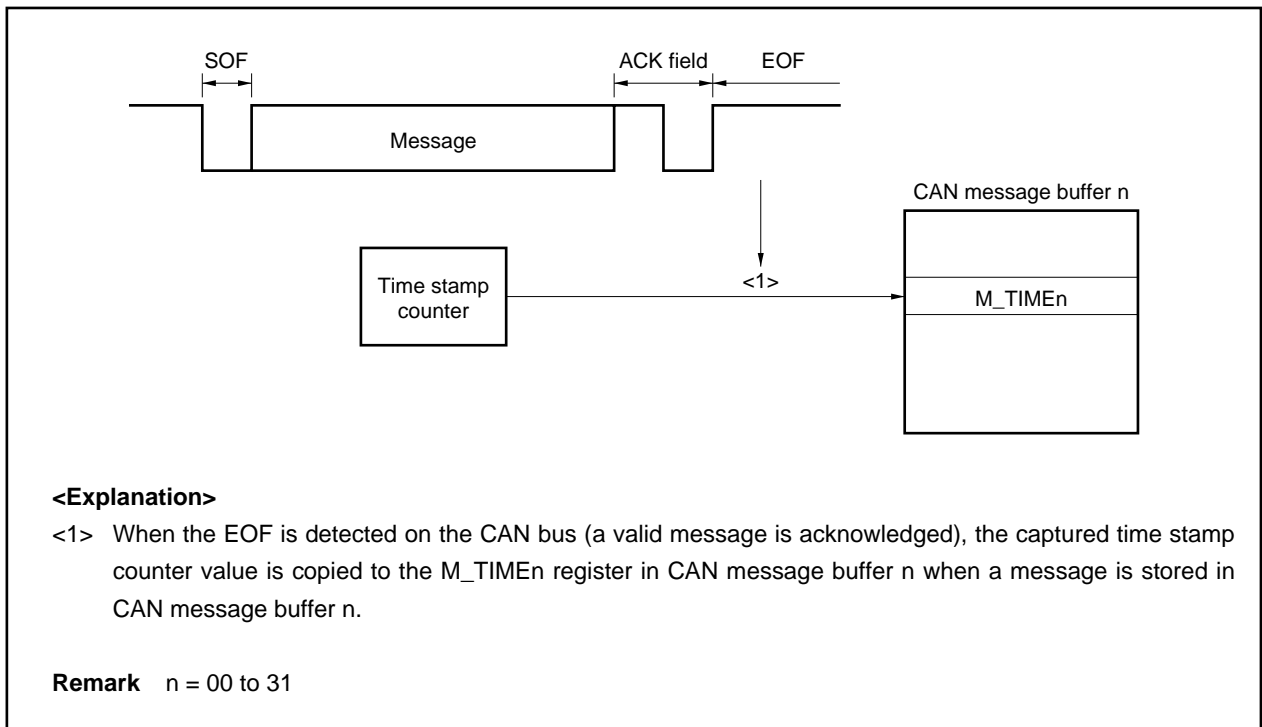 SOF
ACK field
EOF
Message
CAN message buffer n
Time stamp
counter
<1>
M_TIMEn
<Explanation>
<1> When the EOF is detected on the CAN bus (a valid message is acknowledged), the captured time stamp
counter value is copied to the M_TIMEn register in CAN message buffer n when a message is stored in
CAN message buffer n.
Remark n = 00 to 31